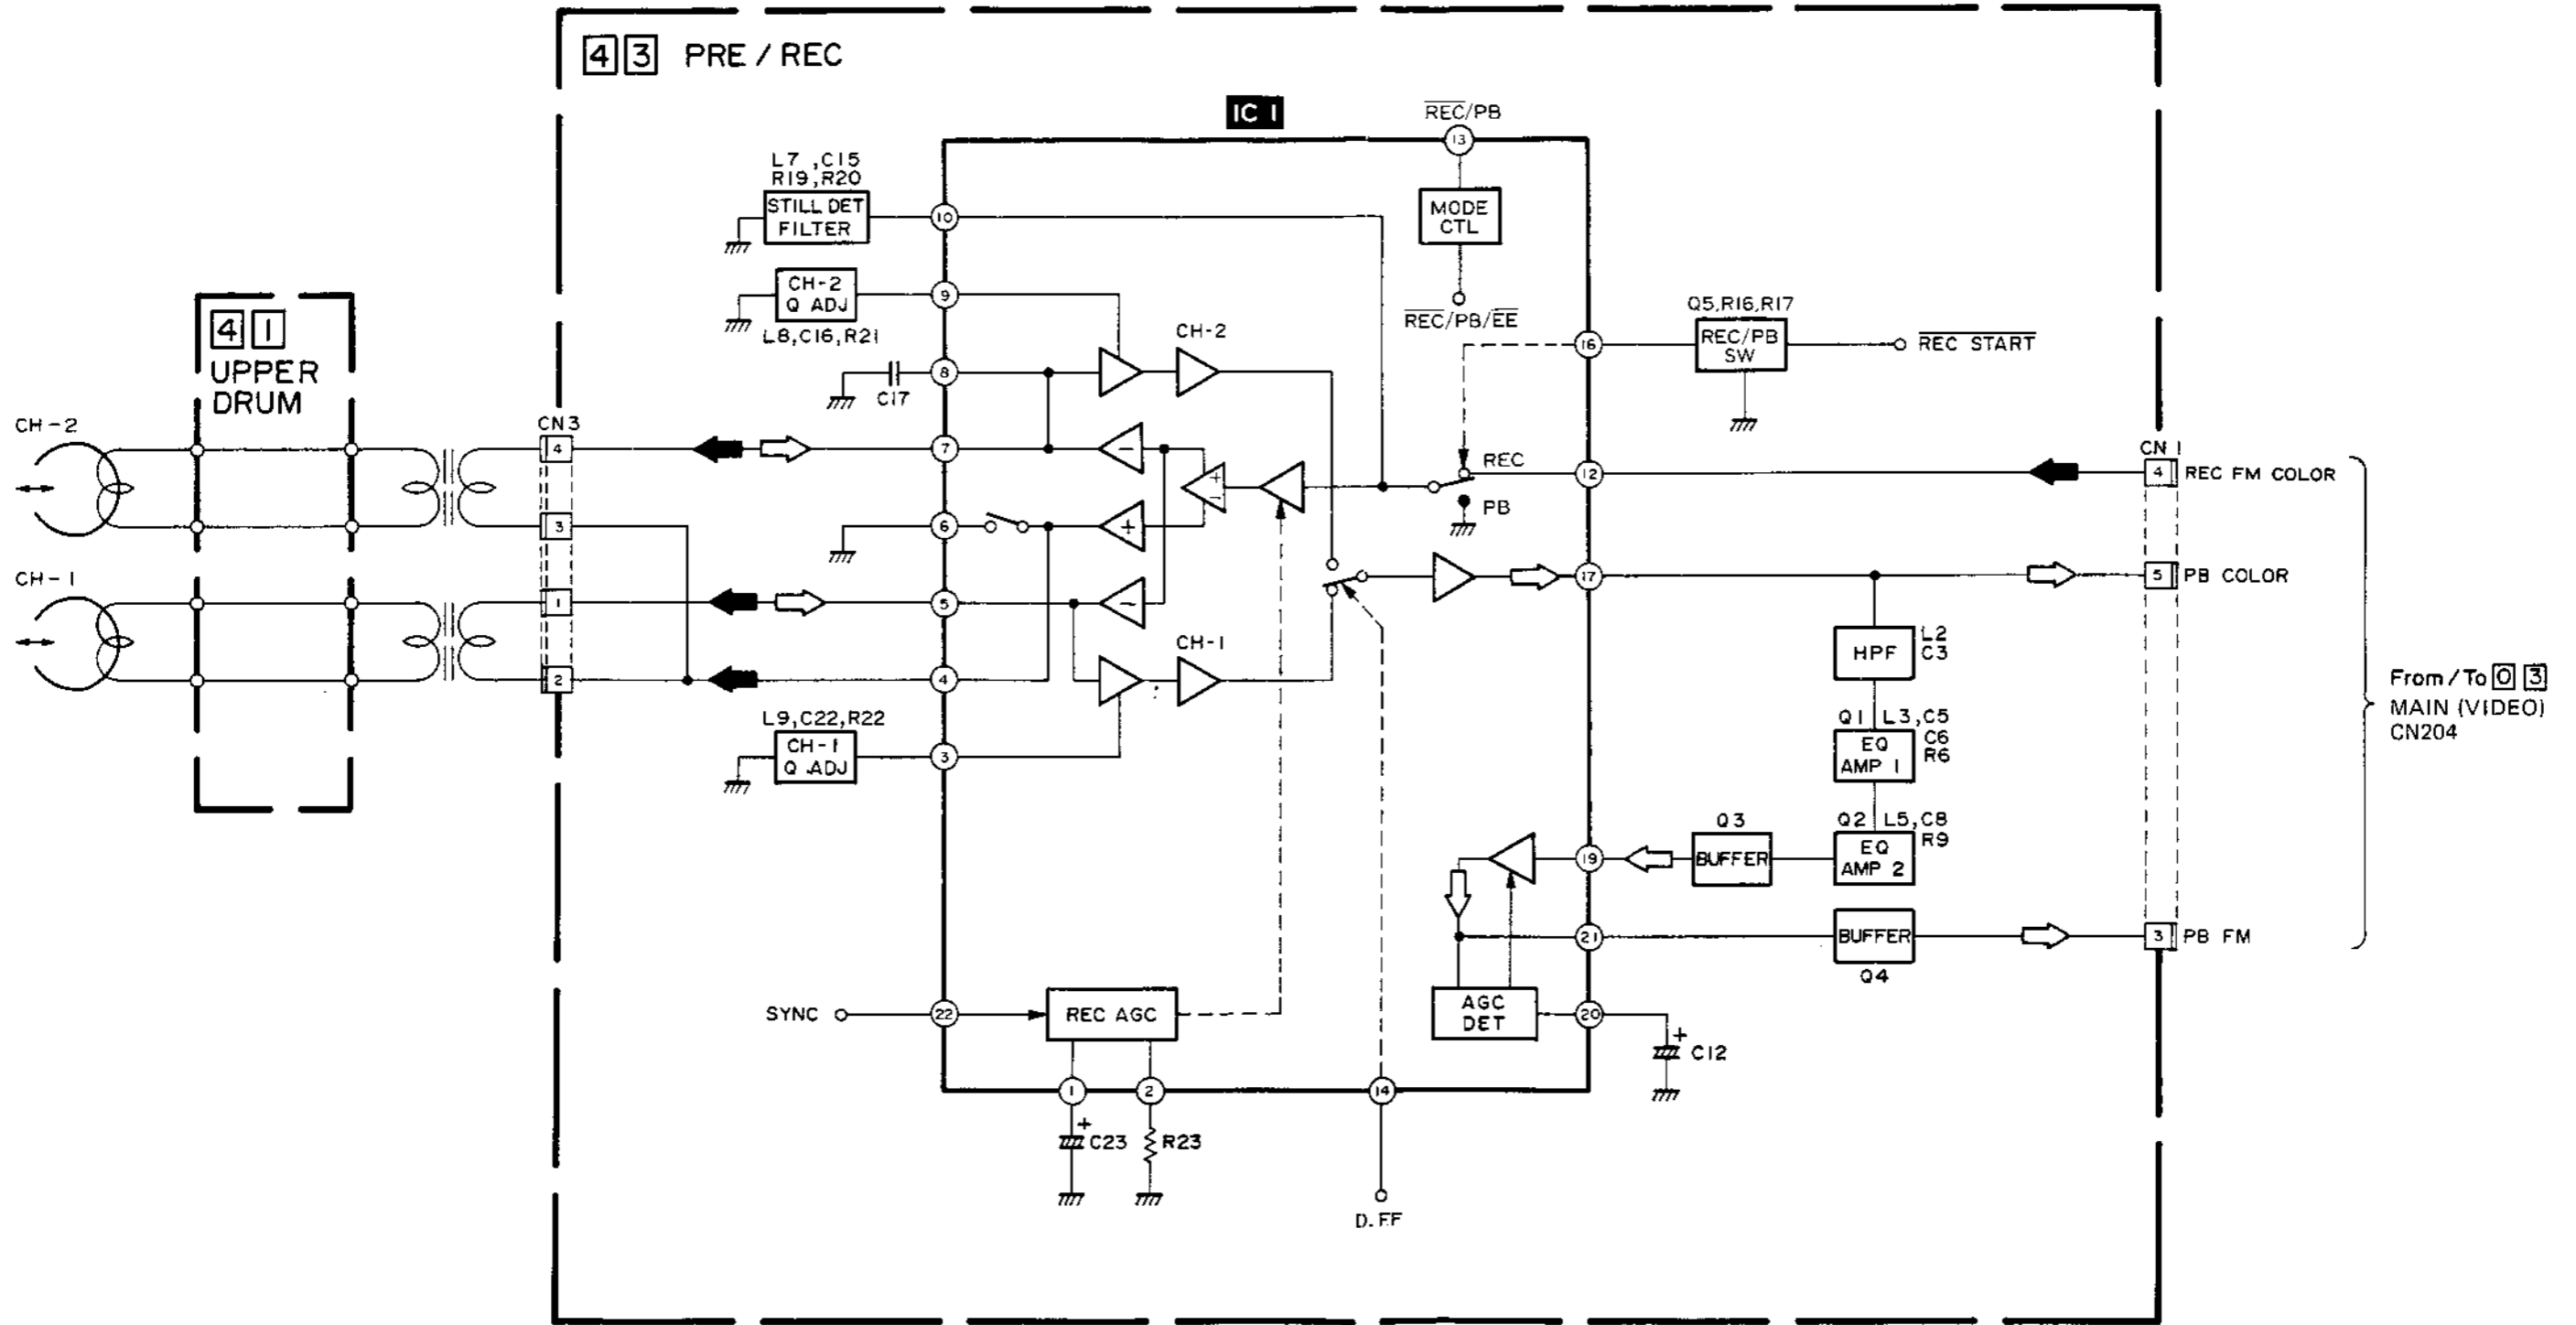 4 3 PRE / REC
IC 1
R̅E̅C̅/PB
13
L7 ,C15
R19,R20
STILL DET
FILTER
10
MODE
CTL
R̅E̅C̅/PB/E̅E̅
CH-2
Q ADJ
9
L8,C16,R21
CH-2
Q5,R16,R17
REC/PB
SW
16
R̅E̅C̅ S̅T̅A̅R̅T̅
4 1
UPPER
DRUM
8
C17
CH-2
CN3
4
7
−
+
−
REC
12
CN 1
4
REC FM COLOR
PB
3
6
+
CH-1
1
5
−
17
5
PB COLOR
2
4
CH-1
HPF
L2
C3
From/To 0 3
MAIN (VIDEO)
CN204
L9,C22,R22
CH-1
Q ADJ
3
Q1 L3,C5
C6
R6
EQ
AMP 1
Q3
BUFFER
19
Q2 L5,C8
R9
EQ
AMP 2
21
BUFFER
Q4
3
PB FM
SYNC
22
REC AGC
AGC
DET
20
+
C12
1
2
14
+
C23
R23
D.FF